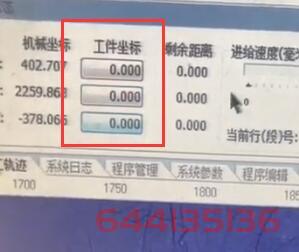 机械坐标 工件坐标 剩余距离 进给速度(毫
402.707 0.000 0.000
2259.863 0.000 0.000
-378.066 0.000 0.000
当前行(段)号:
轨迹 系统日志 程序管理 系统参数 程序编辑
1700 1750 1800 185
644135136